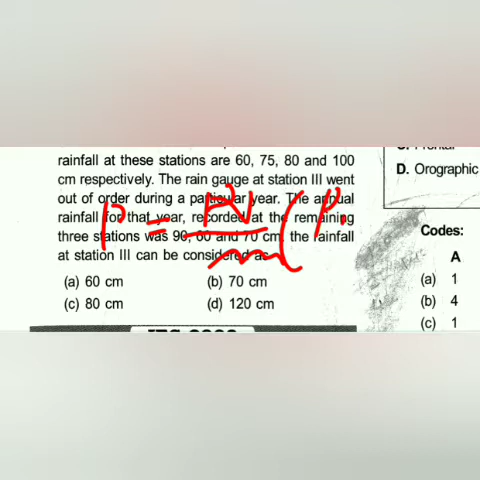 rainfall at these stations are 60, 75, 80 and 100
cm respectively. The rain gauge at station III went
out of order during a particular year. The annual
rainfall for that year, recorded at the remaining
three stations was 90, 60 and 70 cm, the rainfall
at station III can be considered as
(a) 60 cm (b) 70 cm
(c) 80 cm (d) 120 cm
D. Orographic
Codes:
A
(a) 1
(b) 4
(c) 1